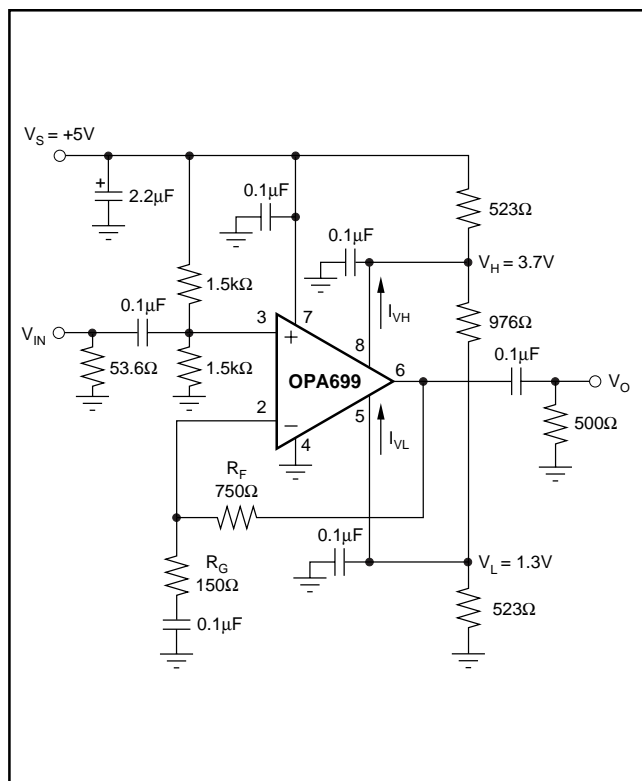 V_S = +5V
2.2μF
0.1μF
523Ω
0.1μF
V_H = 3.7V
1.5kΩ
I_VH
976Ω
0.1μF
V_IN
3
7
8
6
0.1μF
V_O
53.6Ω
1.5kΩ
+
OPA699
2
−
4
5
I_VL
500Ω
R_F
750Ω
0.1μF
V_L = 1.3V
R_G
150Ω
523Ω
0.1μF
+